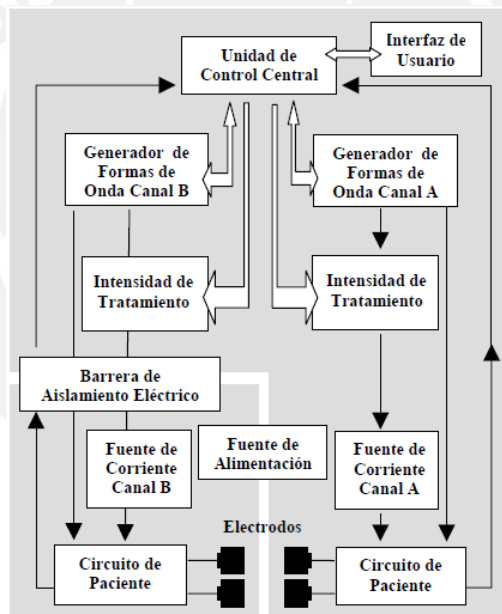 Unidad de
Control Central
Interfaz de
Usuario
Generador de
Formas de
Onda Canal B
Generador de
Formas de
Onda Canal A
Intensidad de
Tratamiento
Intensidad de
Tratamiento
Barrera de
Aislamiento Eléctrico
Fuente de
Corriente
Canal B
Fuente de
Alimentación
Fuente de
Corriente
Canal A
Electrodos
Circuito de
Paciente
Circuito de
Paciente